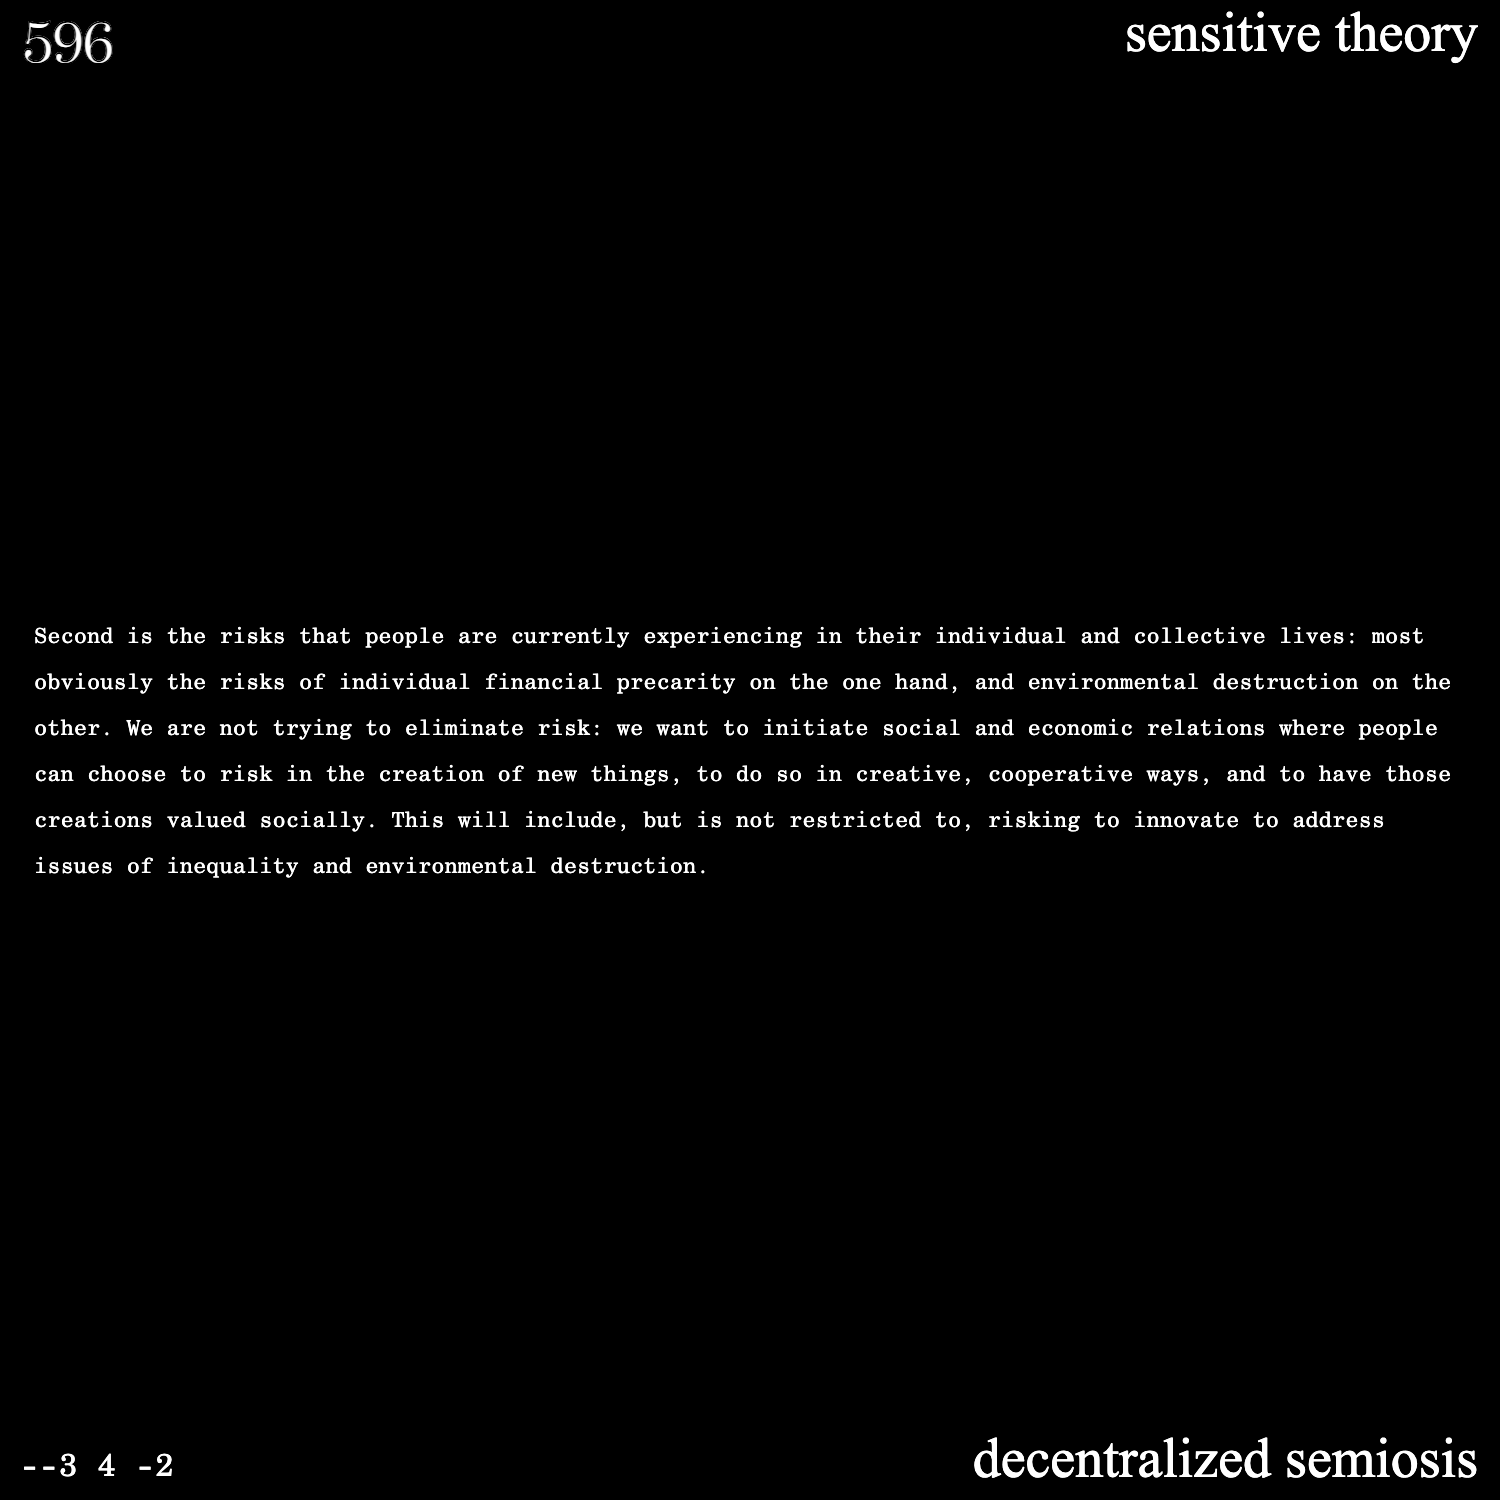 596
sensitive theory
Second is the risks that people are currently experiencing in their individual and collective lives: most
obviously the risks of individual financial precarity on the one hand, and environmental destruction on the
other. We are not trying to eliminate risk: we want to initiate social and economic relations where people
can choose to risk in the creation of new things, to do so in creative, cooperative ways, and to have those
creations valued socially. This will include, but is not restricted to, risking to innovate to address
issues of inequality and environmental destruction.
--3 4 -2
decentralized semiosis